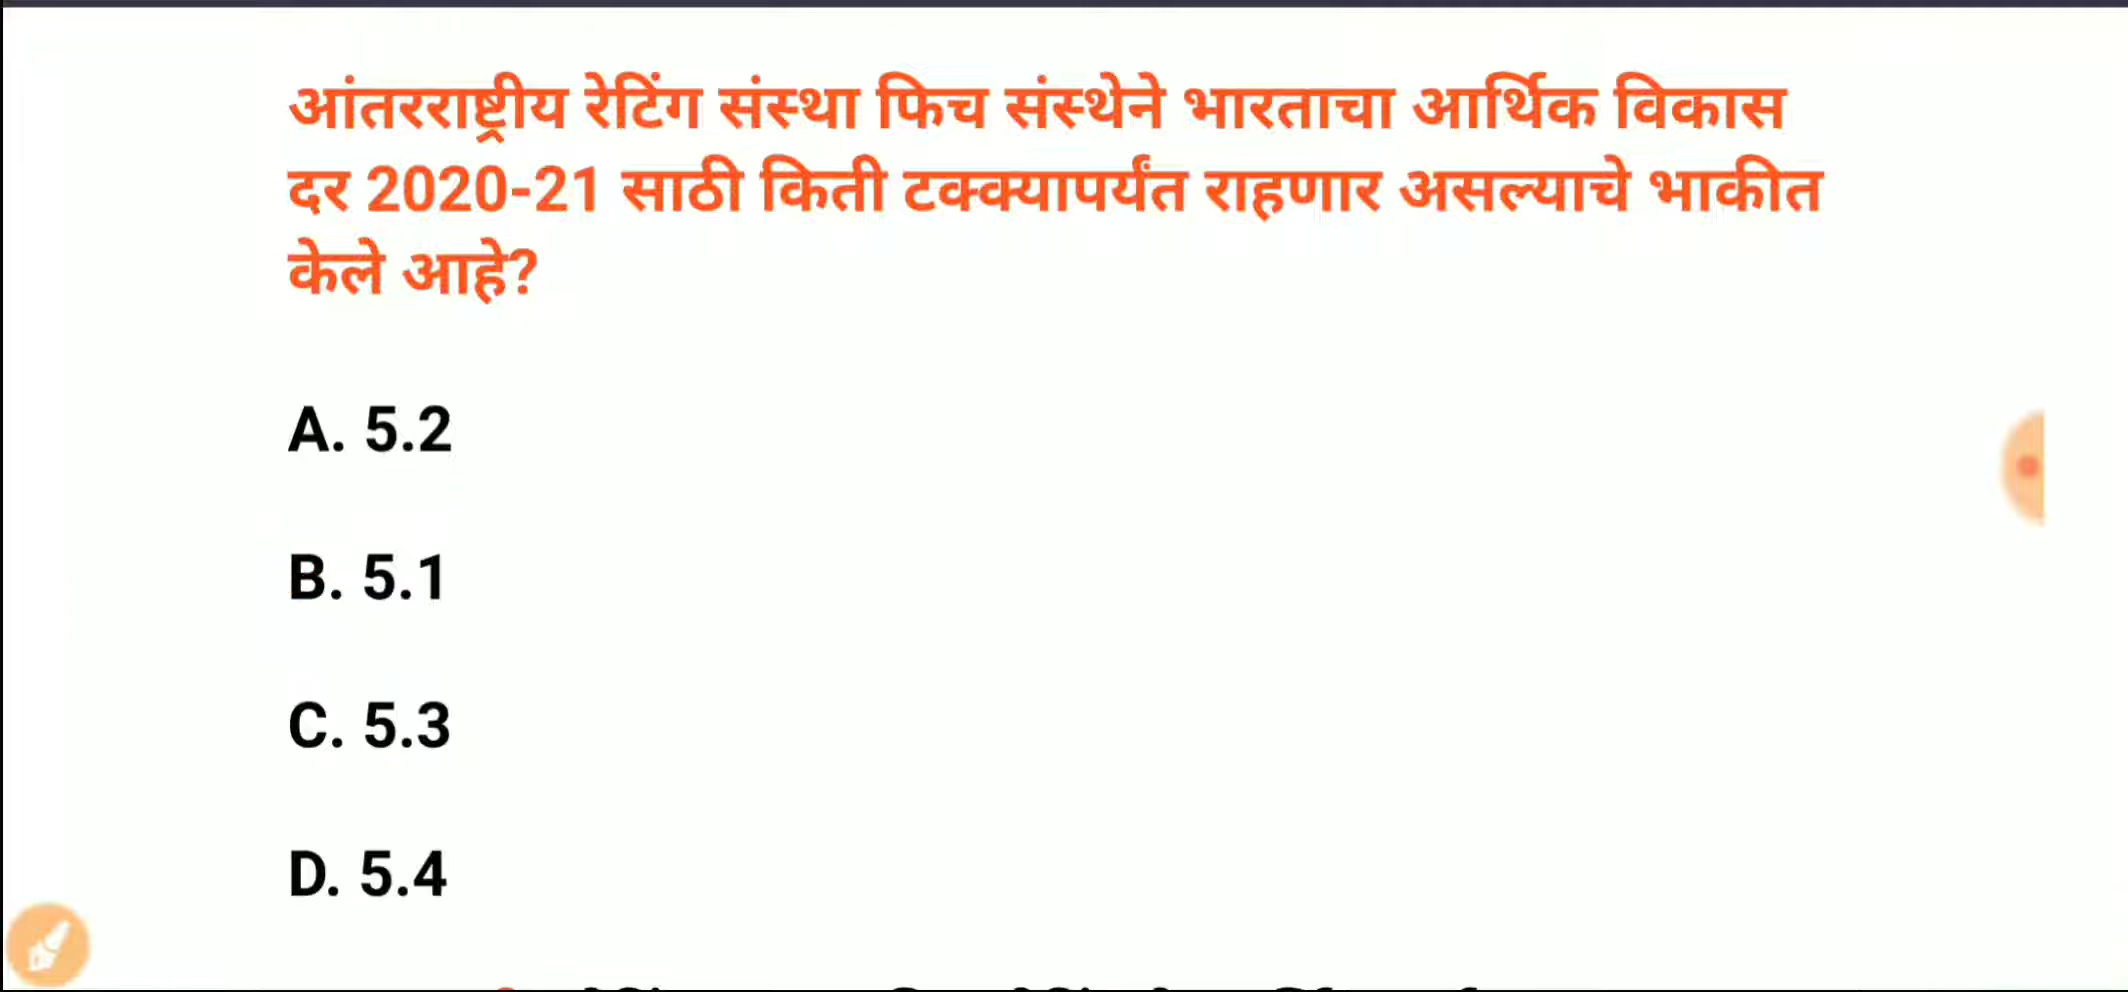 आंतरराष्ट्रीय रेटिंग संस्था फिच संस्थेने भारताचा आर्थिक विकास
दर 2020-21 साठी किती टक्क्यापर्यंत राहणार असल्याचे भाकीत
केले आहे?
A. 5.2
B. 5.1
C. 5.3
D. 5.4